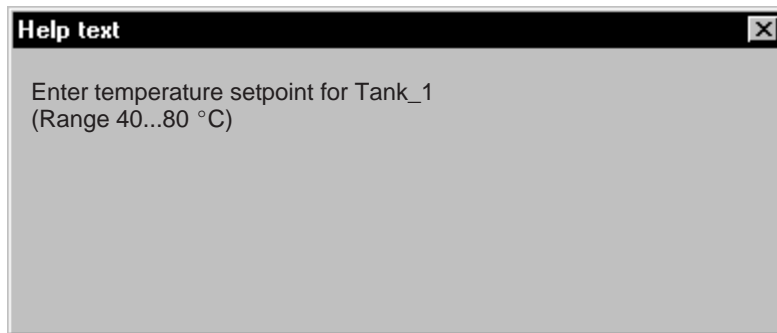 Help text
Enter temperature setpoint for Tank_1
(Range 40...80 °C)